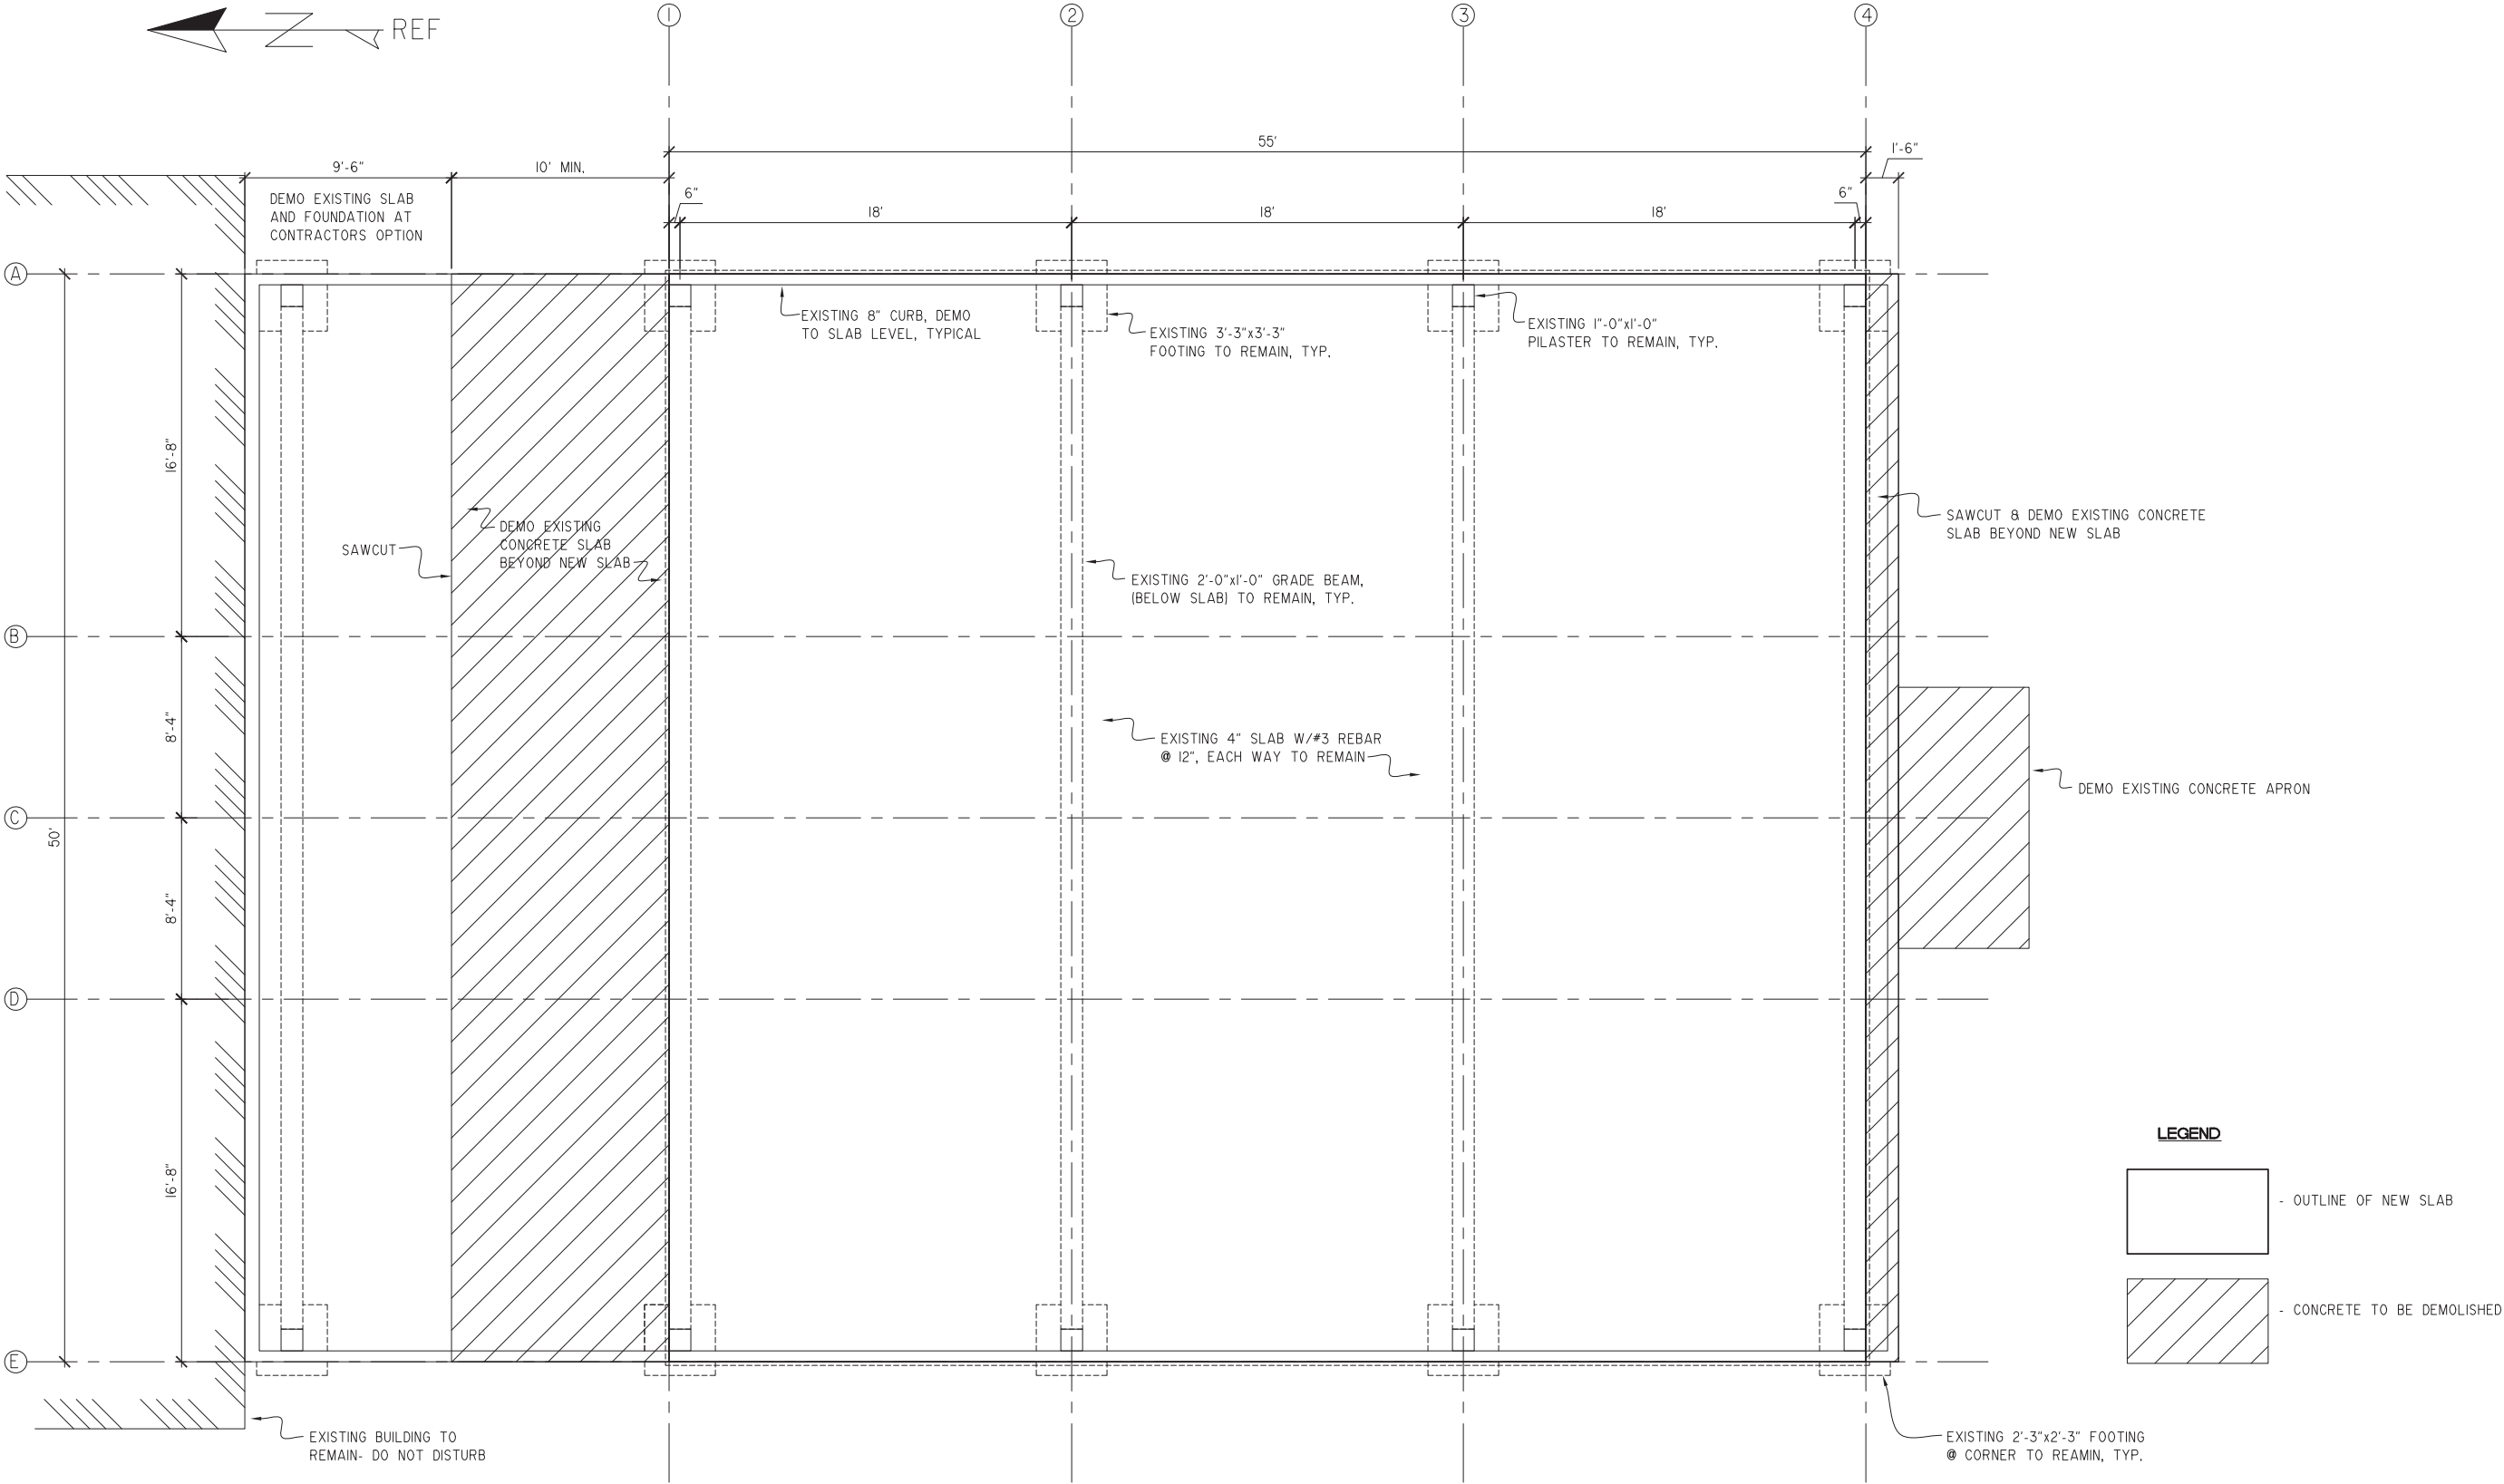 N REF
1
2
3
4
55'
9'-6"
10' MIN.
1'-6"
6"
6"
18'
18'
18'
DEMO EXISTING SLAB
AND FOUNDATION AT
CONTRACTORS OPTION
A
EXISTING 8" CURB, DEMO
TO SLAB LEVEL, TYPICAL
EXISTING 3'-3"x3'-3"
FOOTING TO REMAIN, TYP.
EXISTING 1"-0"x1'-0"
PILASTER TO REMAIN, TYP.
16'-8"
SAWCUT
DEMO EXISTING
CONCRETE SLAB
BEYOND NEW SLAB
SAWCUT & DEMO EXISTING CONCRETE
SLAB BEYOND NEW SLAB
EXISTING 2'-0"x1'-0" GRADE BEAM,
(BELOW SLAB) TO REMAIN, TYP.
B
8'-4"
EXISTING 4" SLAB W/#3 REBAR
@ 12", EACH WAY TO REMAIN
DEMO EXISTING CONCRETE APRON
C
50'
8'-4"
D
16'-8"
LEGEND
- OUTLINE OF NEW SLAB
- CONCRETE TO BE DEMOLISHED
E
EXISTING BUILDING TO
REMAIN- DO NOT DISTURB
EXISTING 2'-3"x2'-3" FOOTING
@ CORNER TO REAMIN, TYP.